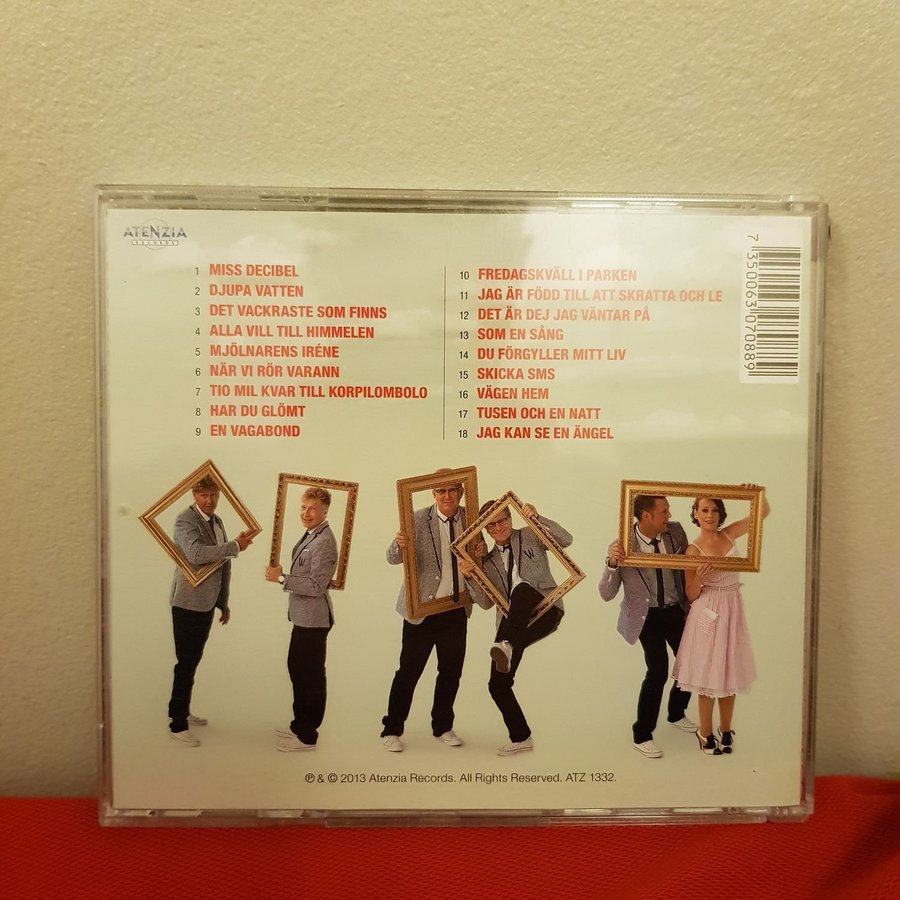 ATENZIA
RECORDS
1 MISS DECIBEL
2 DJUPA VATTEN
3 DET VACKRASTE SOM FINNS
4 ALLA VILL TILL HIMMELEN
5 MJÖLNARENS IRÉNE
6 NÄR VI RÖR VARANN
7 TIO MIL KVAR TILL KORPILOMBOLO
8 HAR DU GLÖMT
9 EN VAGABOND
10 FREDAGSKVÄLL I PARKEN
11 JAG ÄR FÖDD TILL ATT SKRATTA OCH LE
12 DET ÄR DEJ JAG VÄNTAR PÅ
13 SOM EN SÅNG
14 DU FÖRGYLLER MITT LIV
15 SKICKA SMS
16 VÄGEN HEM
17 TUSEN OCH EN NATT
18 JAG KAN SE EN ÄNGEL
7 350063 070889
W
℗ & © 2013 Atenzia Records. All Rights Reserved. ATZ 1332.